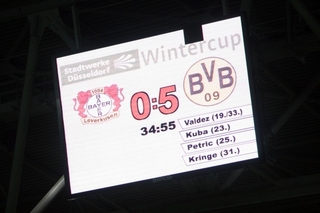 Stadtwerke
Düsseldorf
Wintercup
1904
BAYER
Leverkusen
0:5
BVB
09
34:55
Valdez (19./33.)
Kuba (23.)
Petric (25.)
Kringe (31.)